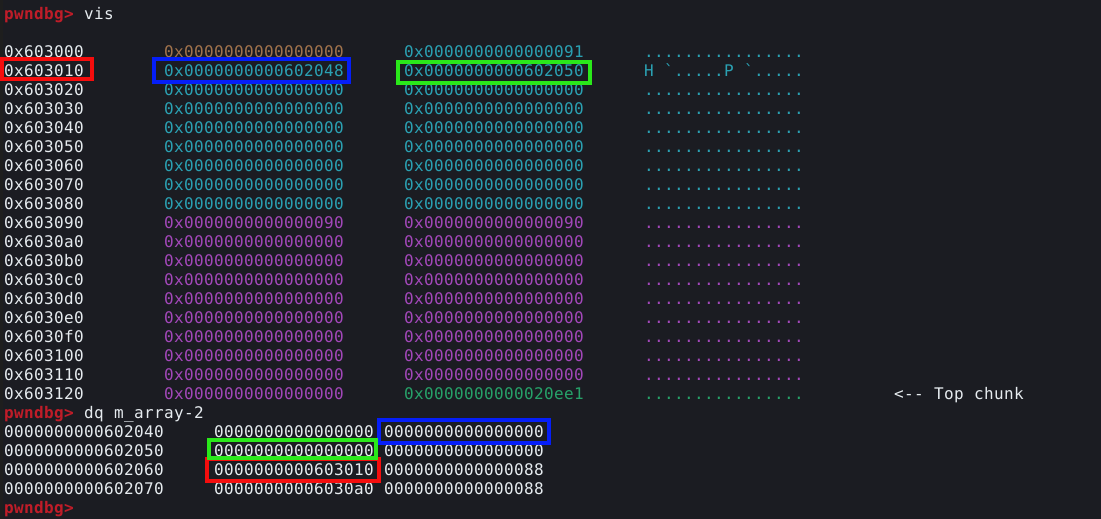 pwndbg> vis
0x603000 0x0000000000000000 0x0000000000000091 ................
0x603010 0x0000000000602048 0x0000000000602050 H `.....P `.....
0x603020 0x0000000000000000 0x0000000000000000 ................
0x603030 0x0000000000000000 0x0000000000000000 ................
0x603040 0x0000000000000000 0x0000000000000000 ................
0x603050 0x0000000000000000 0x0000000000000000 ................
0x603060 0x0000000000000000 0x0000000000000000 ................
0x603070 0x0000000000000000 0x0000000000000000 ................
0x603080 0x0000000000000000 0x0000000000000000 ................
0x603090 0x0000000000000090 0x0000000000000090 ................
0x6030a0 0x0000000000000000 0x0000000000000000 ................
0x6030b0 0x0000000000000000 0x0000000000000000 ................
0x6030c0 0x0000000000000000 0x0000000000000000 ................
0x6030d0 0x0000000000000000 0x0000000000000000 ................
0x6030e0 0x0000000000000000 0x0000000000000000 ................
0x6030f0 0x0000000000000000 0x0000000000000000 ................
0x603100 0x0000000000000000 0x0000000000000000 ................
0x603110 0x0000000000000000 0x0000000000000000 ................
0x603120 0x0000000000000000 0x0000000000020ee1 ................ <-- Top chunk
pwndbg> dq m_array-2
0000000000602040 0000000000000000 0000000000000000
0000000000602050 0000000000000000 0000000000000000
0000000000602060 0000000000603010 0000000000000088
0000000000602070 00000000006030a0 0000000000000088
pwndbg>